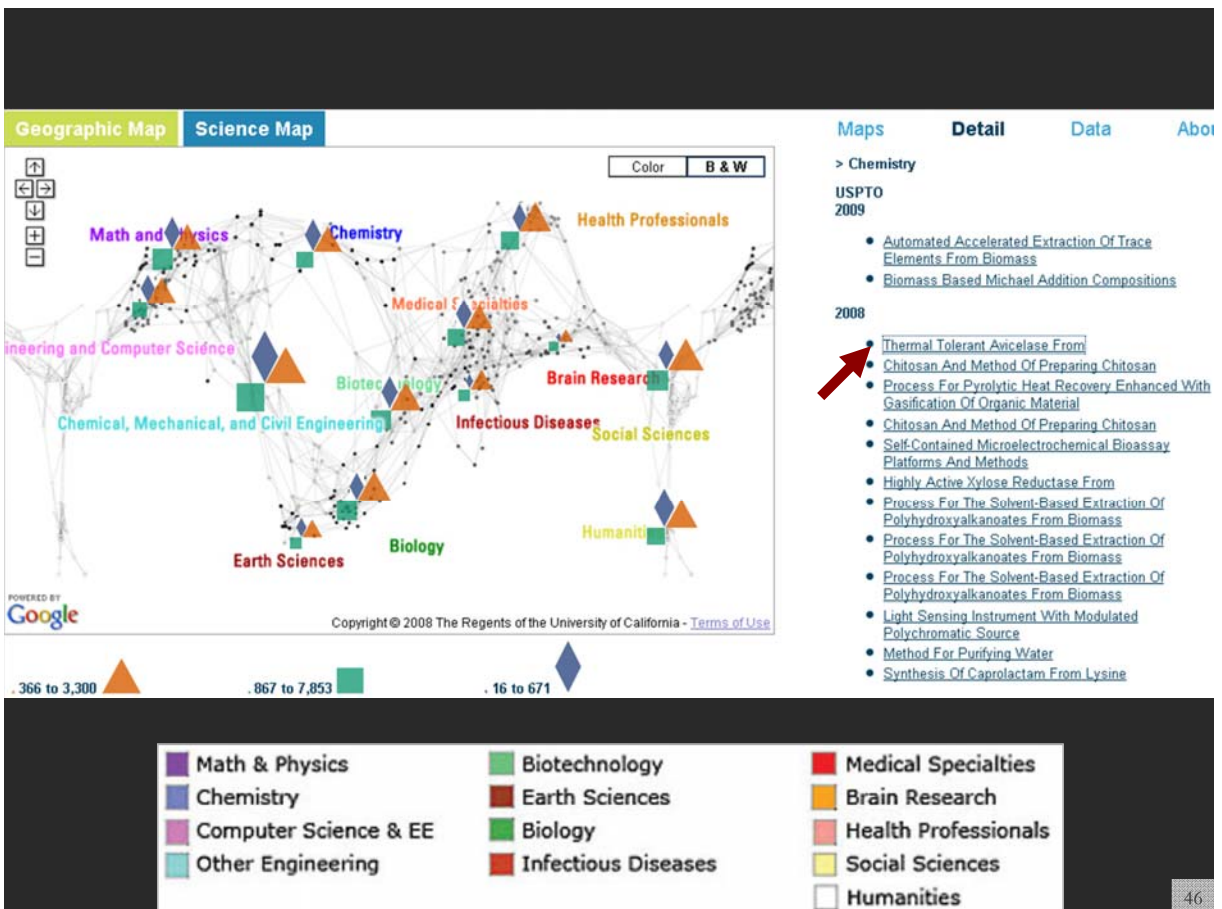 Geographic Map
Science Map
Maps
Detail
Data
Abou
> Chemistry
USPTO
2009
Automated Accelerated Extraction Of Trace
Elements From Biomass
Biomass Based Michael Addition Compositions
2008
Thermal Tolerant Avicelase From
Chitosan And Method Of Preparing Chitosan
Process For Pyrolytic Heat Recovery Enhanced With
Gasification Of Organic Material
Chitosan And Method Of Preparing Chitosan
Self-Contained Microelectrochemical Bioassay
Platforms And Methods
Highly Active Xylose Reductase From
Process For The Solvent-Based Extraction Of
Polyhydroxyalkanoates From Biomass
Process For The Solvent-Based Extraction Of
Polyhydroxyalkanoates From Biomass
Process For The Solvent-Based Extraction Of
Polyhydroxyalkanoates From Biomass
Light Sensing Instrument With Modulated
Polychromatic Source
Method For Purifying Water
Synthesis Of Caprolactam From Lysine
Color
B & W
Health Professionals
Math and Physics
Chemistry
Medical Specialties
ineering and Computer Science
Brain Research
Biotechnology
Chemical, Mechanical, and Civil Engineering
Infectious Diseases
Social Sciences
Humaniti
Biology
Earth Sciences
POWERED BY
Google
Copyright © 2008 The Regents of the University of California - Terms of Use
. 366 to 3,300
. 867 to 7,853
. 16 to 671
Math & Physics
Chemistry
Computer Science & EE
Other Engineering
Biotechnology
Earth Sciences
Biology
Infectious Diseases
Medical Specialties
Brain Research
Health Professionals
Social Sciences
Humanities
46